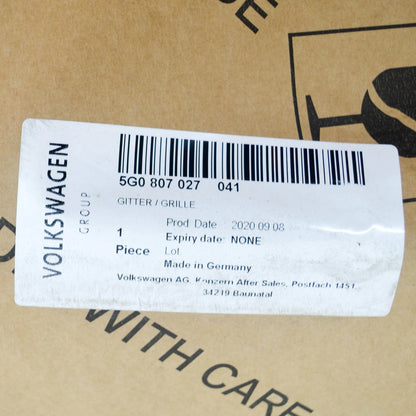 VOLKSWAGEN
GROUP
5G0 807 027 041
GITTER / GRILLE
Prod Date : 2020 09 08
1 Expiry date: NONE
Piece Lot
Made in Germany
Volkswagen AG, Konzern After Sales, Postfach 1451,
34219 Baunatal
WITH CARE